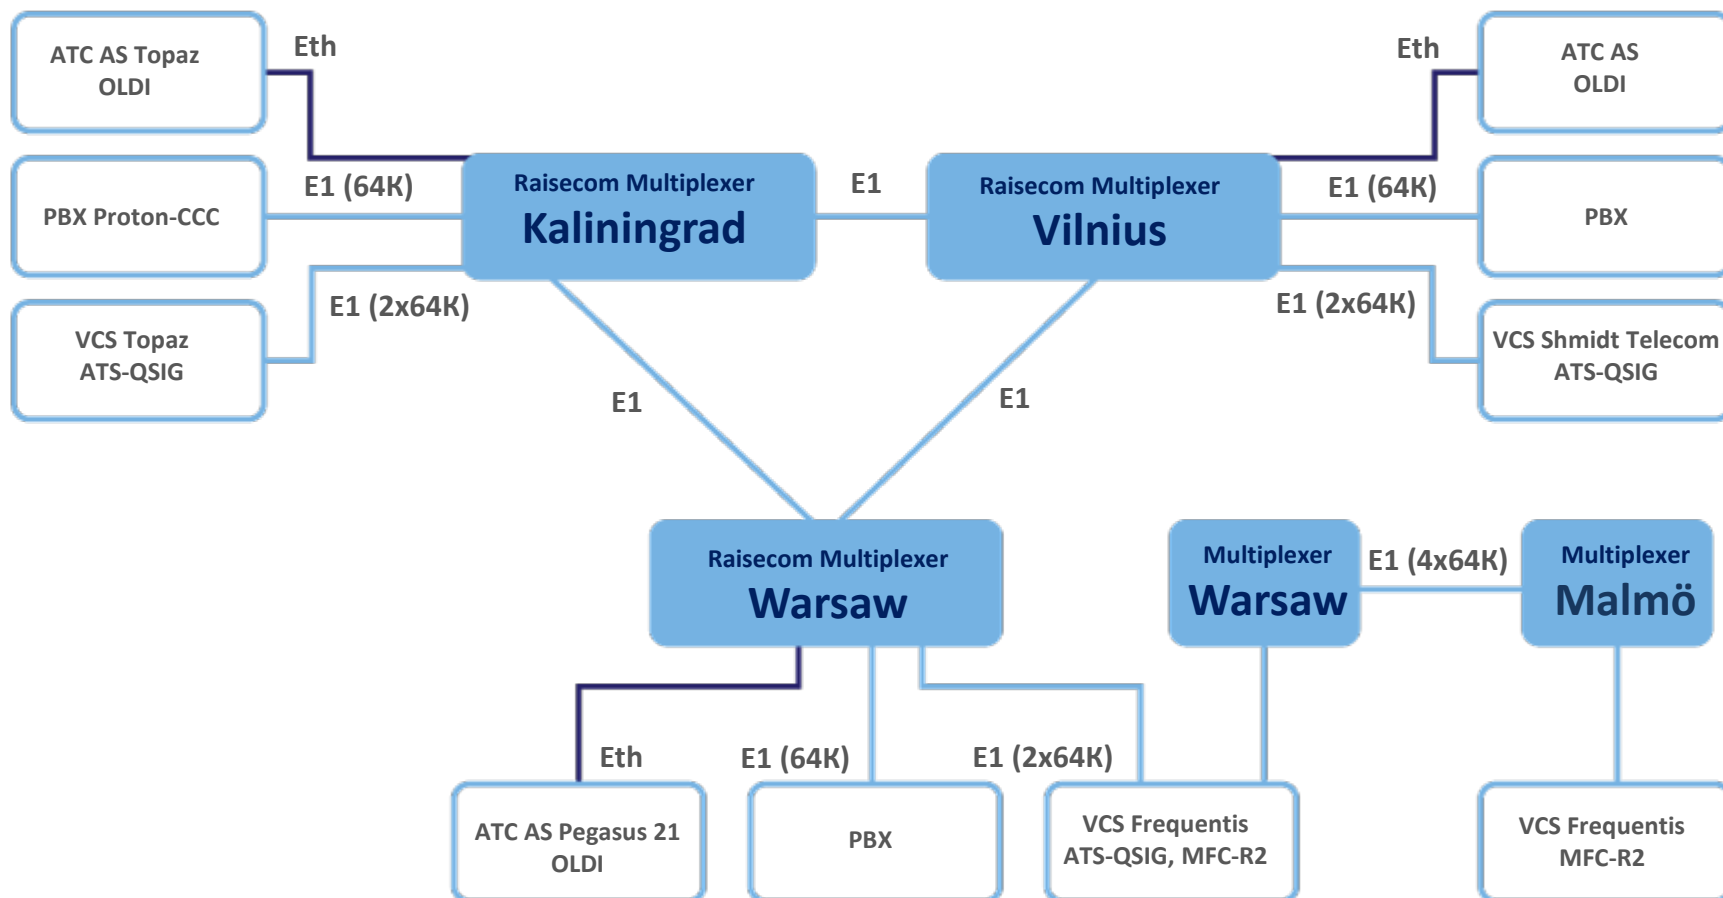 ATC AS Topaz
OLDI
Eth
PBX Proton-CCC
E1 (64K)
VCS Topaz
ATS-QSIG
E1 (2x64K)
Raisecom Multiplexer
Kaliningrad
E1
Raisecom Multiplexer
Vilnius
Eth
ATC AS
OLDI
E1 (64K)
PBX
E1 (2x64K)
VCS Shmidt Telecom
ATS-QSIG
E1
E1
Raisecom Multiplexer
Warsaw
Multiplexer
Warsaw
E1 (4x64K)
Multiplexer
Malmö
Eth
E1 (64K)
E1 (2x64K)
ATC AS Pegasus 21
OLDI
PBX
VCS Frequentis
ATS-QSIG, MFC-R2
VCS Frequentis
MFC-R2